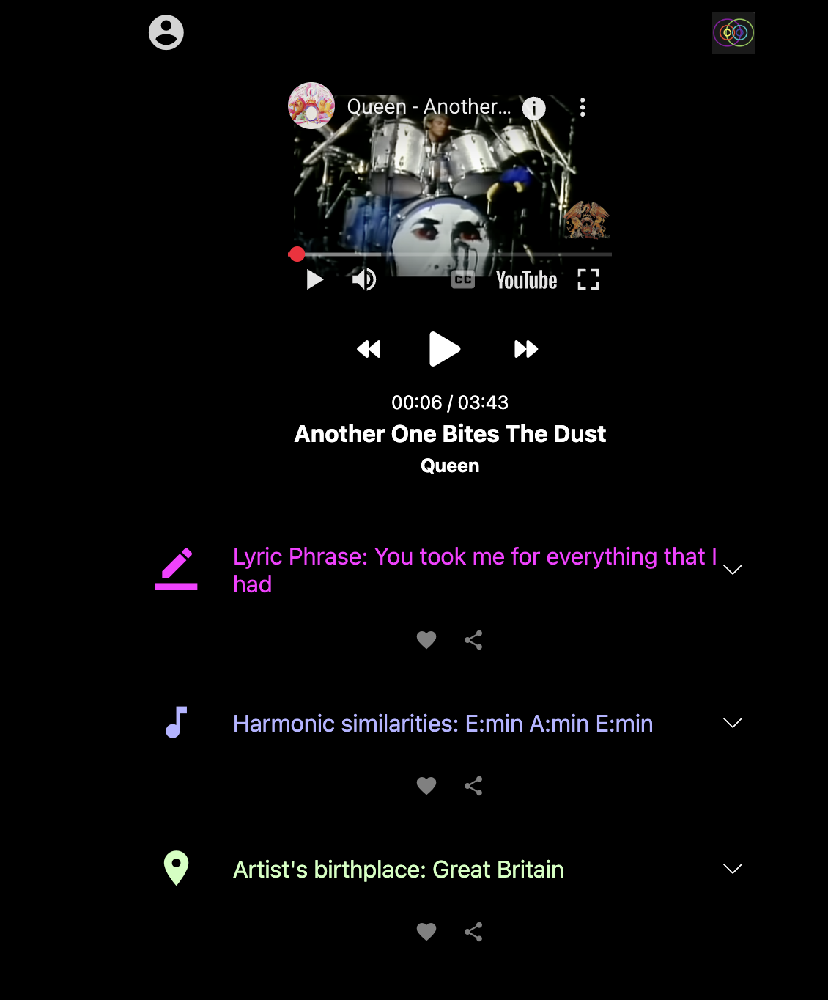 Queen - Another...
CC
YouTube
00:06 / 03:43
Another One Bites The Dust
Queen
Lyric Phrase: You took me for everything that I
had
Harmonic similarities: E:min A:min E:min
Artist's birthplace: Great Britain